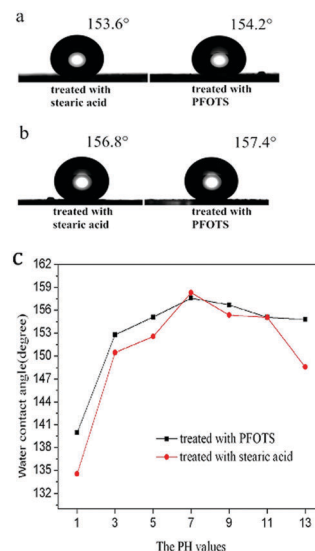 a
153.6° 154.2°
treated with treated with
stearic acid PFOTS
b
156.8° 157.4°
treated with treated with
stearic acid PFOTS
c
162
159
156
153
150
147
144
141
138
135
132
Water contact angle(degree)
treated with PFOTS
treated with stearic acid
1 3 5 7 9 11 13
The PH values